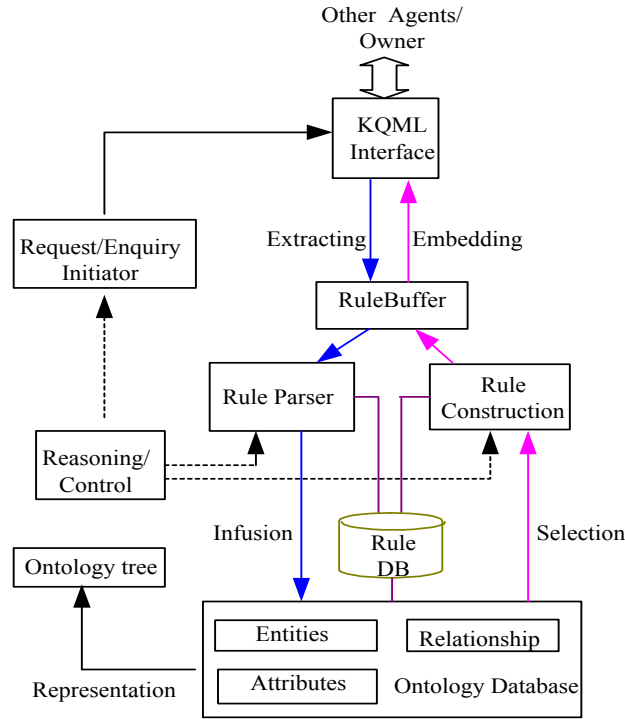 Other Agents/
Owner
KQML
Interface
Extracting
Embedding
Request/Enquiry
Initiator
RuleBuffer
Rule Parser
Rule
Construction
Reasoning/
Control
Infusion
Rule
DB
Selection
Ontology tree
Entities
Relationship
Attributes
Ontology Database
Representation